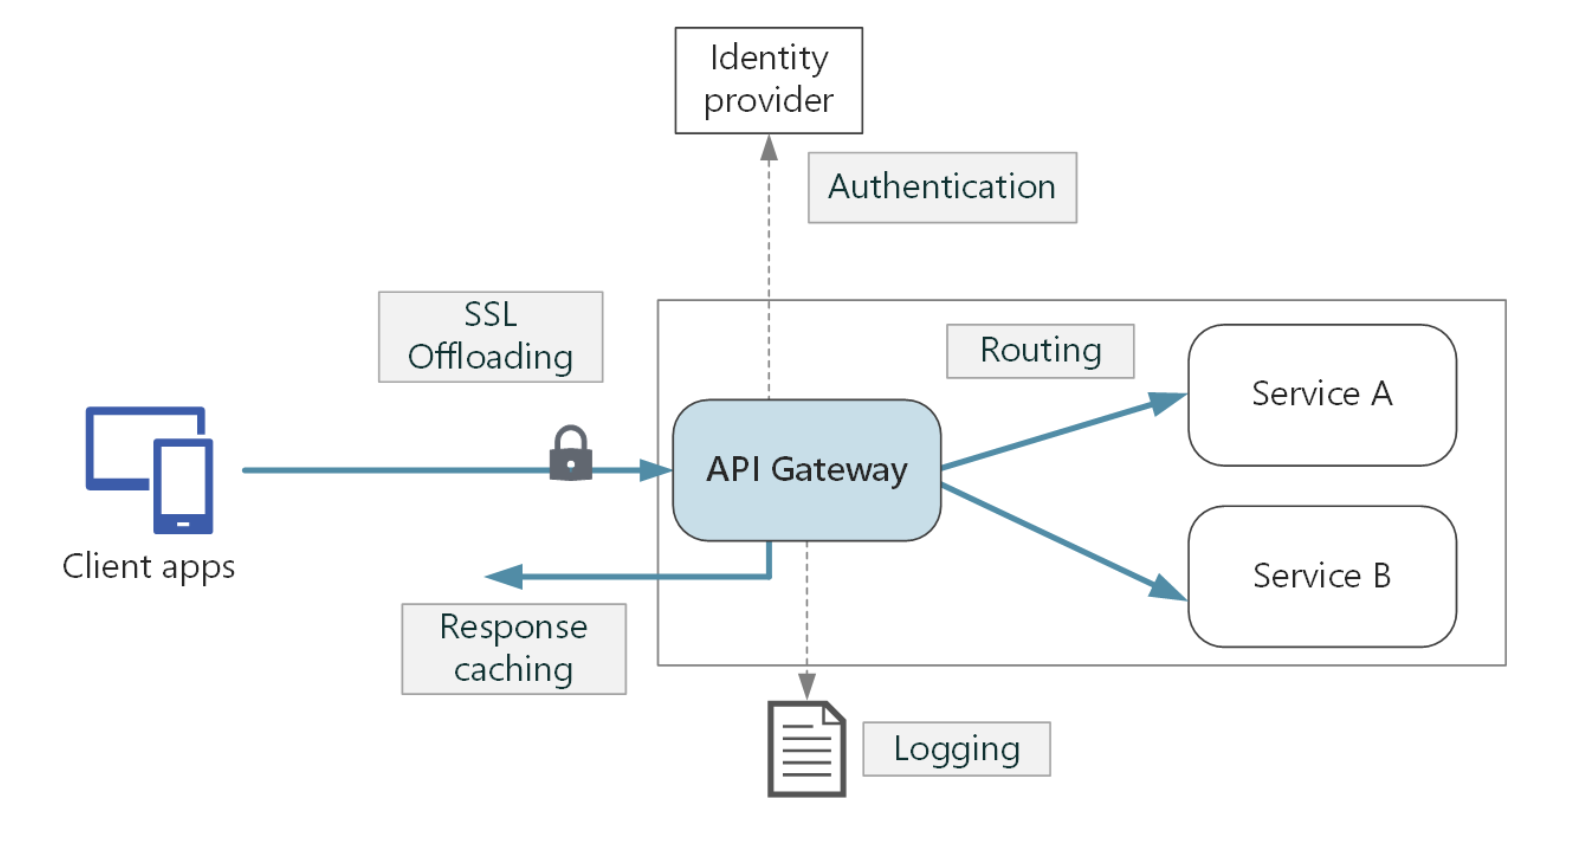 Identity
provider
Authentication
SSL
Offloading
Routing
Service A
API Gateway
Client apps
Service B
Response
caching
Logging